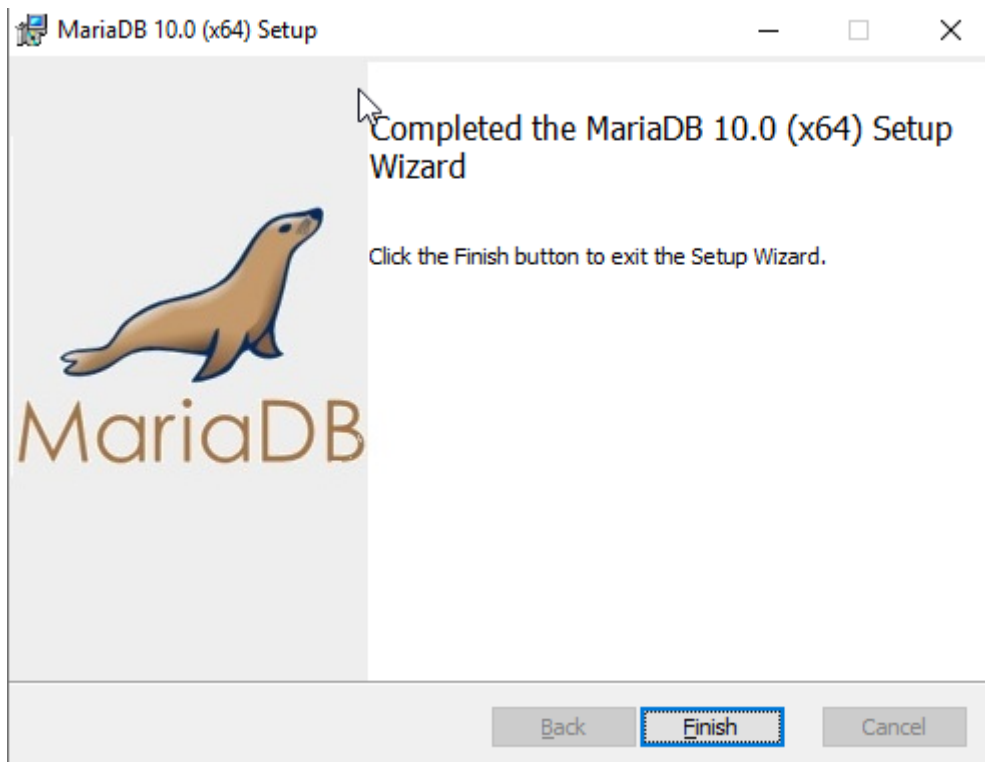 MariaDB 10.0 (x64) Setup
Completed the MariaDB 10.0 (x64) Setup
Wizard
Click the Finish button to exit the Setup Wizard.
MariaDB
Back
Finish
Cancel